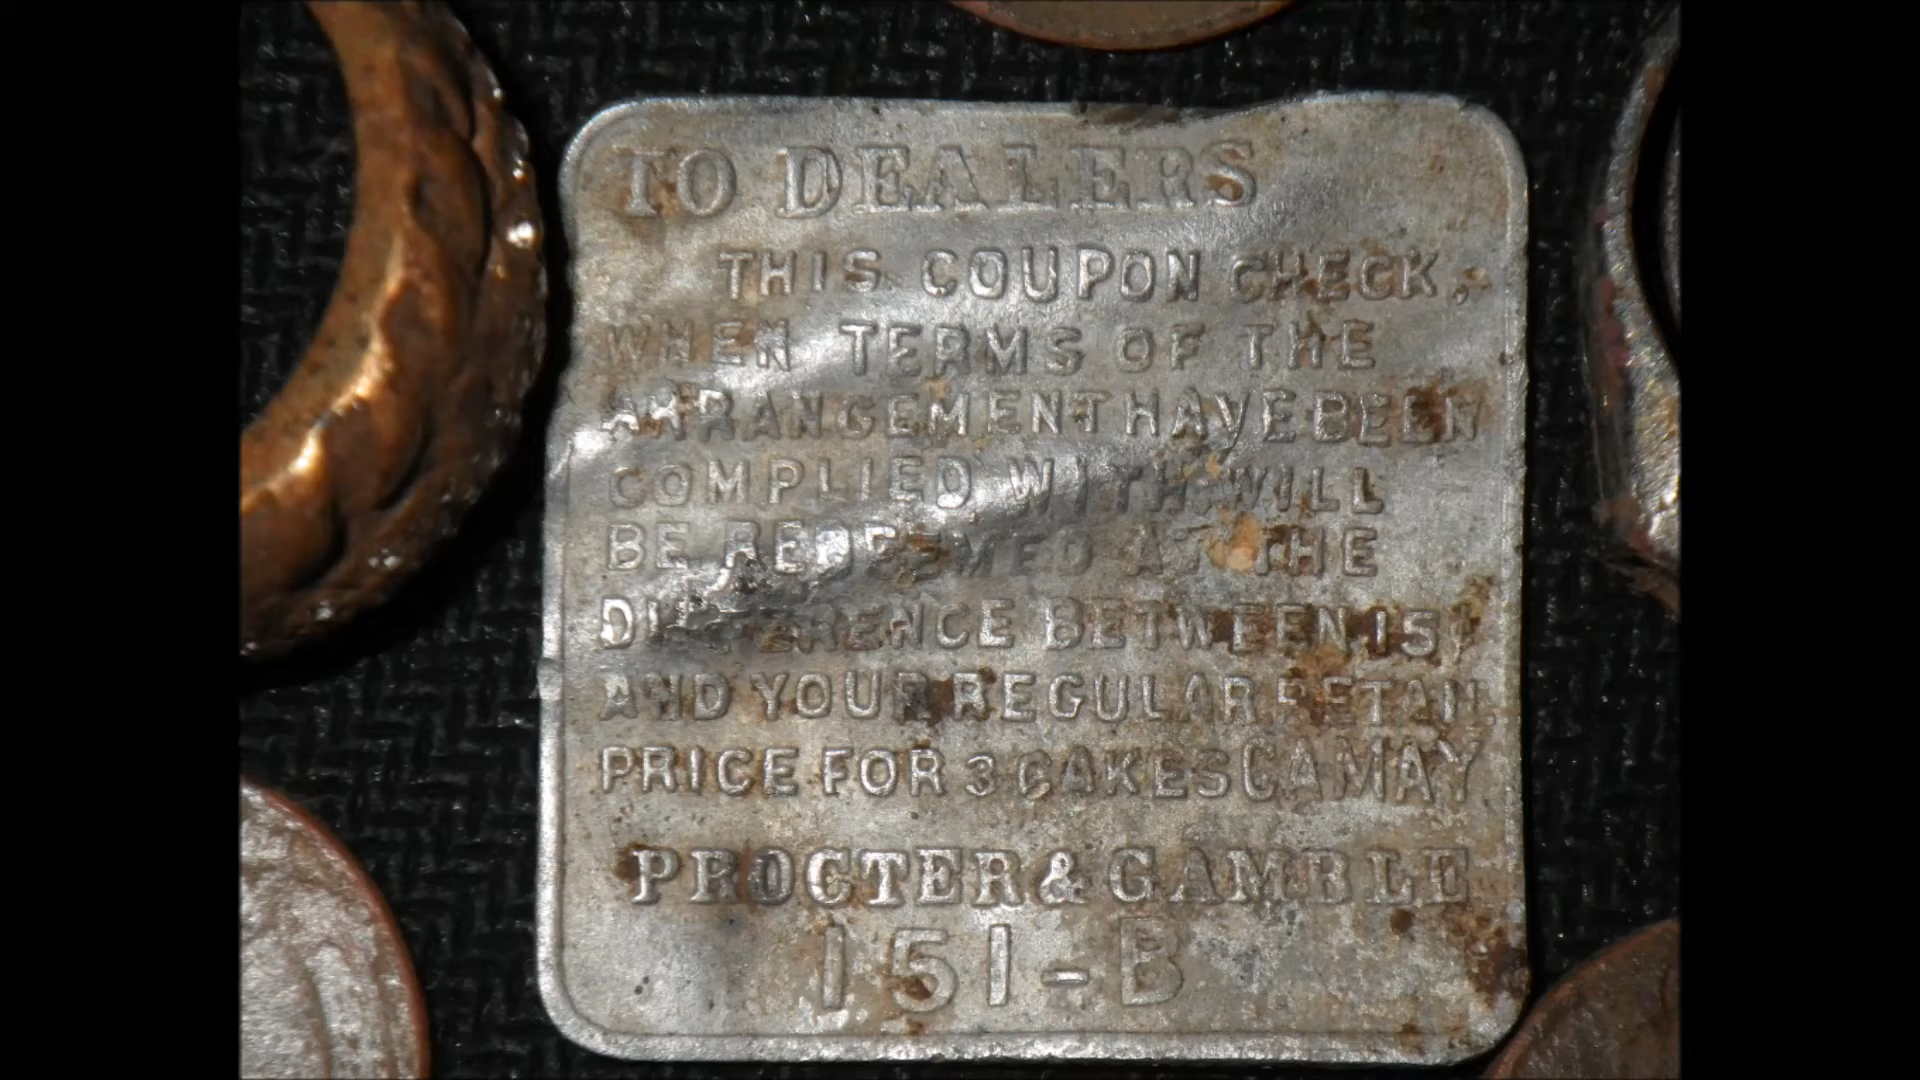 TO DEALERS
THIS COUPON CHECK,
WHEN TERMS OF THE
ARRANGEMENT HAVE BEEN
COMPLIED WITH WILL
BE REDEEMED AT THE
DIFFERENCE BETWEEN 15¢
AND YOUR REGULAR RETAIL
PRICE FOR 3 CAKES CAMAY
PROCTER & GAMBLE
151-B